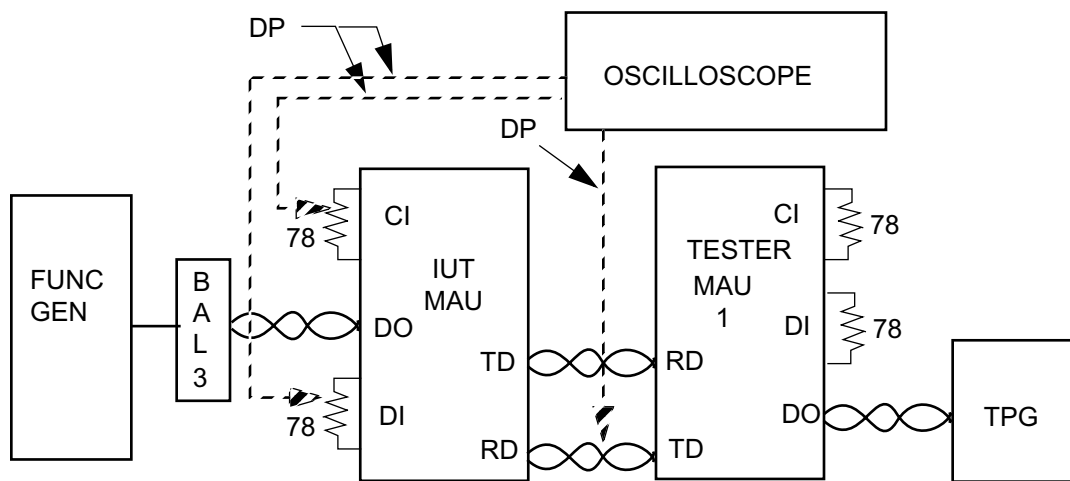 DP
OSCILLOSCOPE
DP
FUNC
GEN
B
A
L
3
78
CI
IUT
MAU
DO
TD
DI
78
RD
CI
78
TESTER
MAU
1
DI
78
RD
DO
TD
TPG